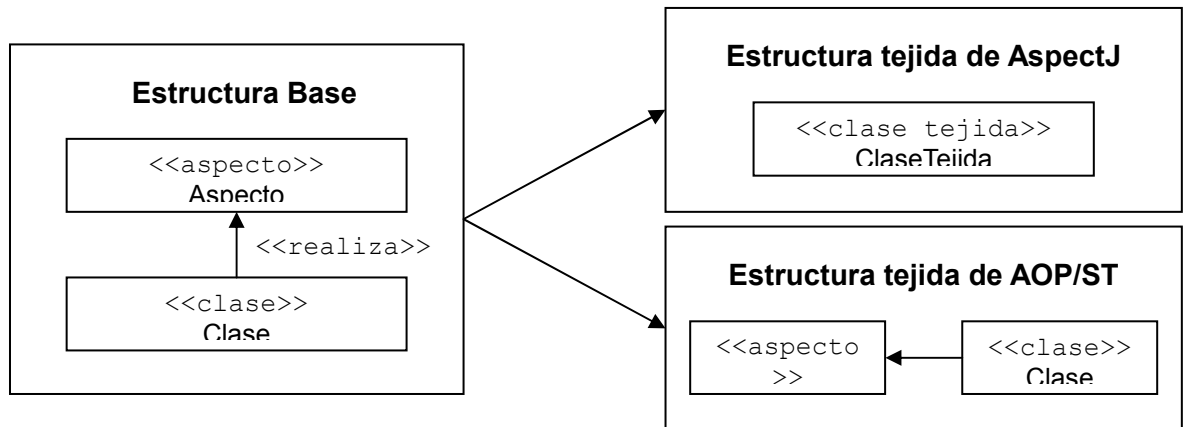 Estructura Base
<<aspecto>>
Aspecto
<<realiza>>
<<clase>>
Clase
Estructura tejida de AspectJ
<<clase tejida>>
ClaseTejida
Estructura tejida de AOP/ST
<<aspecto
>>
<<clase>>
Clase